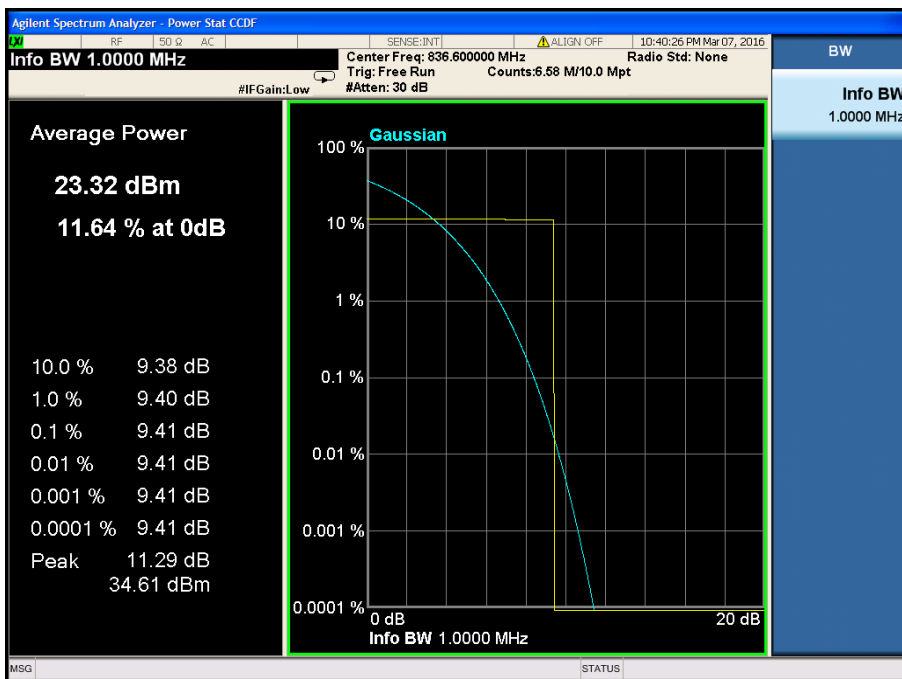 Agilent Spectrum Analyzer - Power Stat CCDF
LXI RF 50 Ω AC SENSE:INT ALIGN OFF 10:40:26 PM Mar 07, 2016
Info BW 1.0000 MHz
Center Freq: 836.600000 MHz Radio Std: None
Trig: Free Run Counts:6.58 M/10.0 Mpt
#IFGain:Low #Atten: 30 dB
BW
Info BW
1.0000 MHz
Average Power
23.32 dBm
11.64 % at 0dB
10.0 % 9.38 dB
1.0 % 9.40 dB
0.1 % 9.41 dB
0.01 % 9.41 dB
0.001 % 9.41 dB
0.0001 % 9.41 dB
Peak 11.29 dB
34.61 dBm
Gaussian
100 %
10 %
1 %
0.1 %
0.01 %
0.001 %
0.0001 %
0 dB 20 dB
Info BW 1.0000 MHz
MSG STATUS